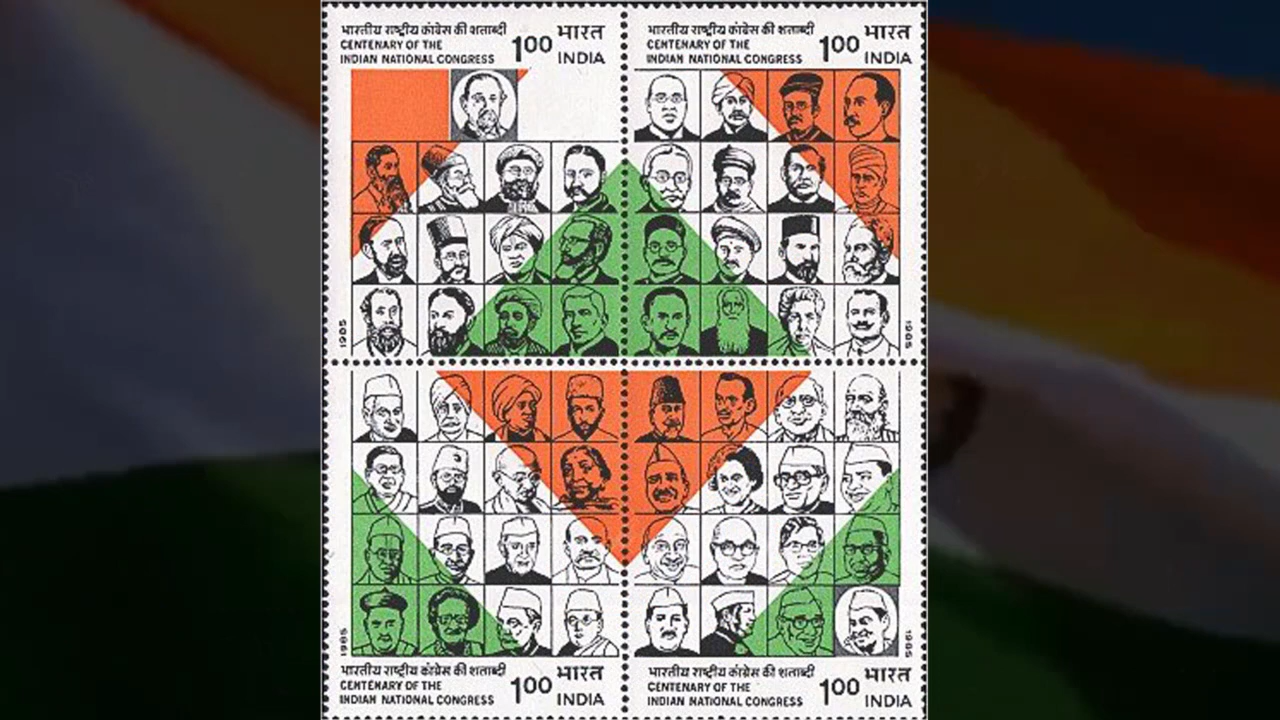 भारतीय राष्ट्रीय कांग्रेस की शताब्दी
CENTENARY OF THE
INDIAN NATIONAL CONGRESS
1.00 भारत
INDIA
1985
भारतीय राष्ट्रीय कांग्रेस की शताब्दी
CENTENARY OF THE
INDIAN NATIONAL CONGRESS
1.00 भारत
INDIA
1985
1985
भारतीय राष्ट्रीय कांग्रेस की शताब्दी
CENTENARY OF THE
INDIAN NATIONAL CONGRESS
1.00 भारत
INDIA
1985
भारतीय राष्ट्रीय कांग्रेस की शताब्दी
CENTENARY OF THE
INDIAN NATIONAL CONGRESS
1.00 भारत
INDIA